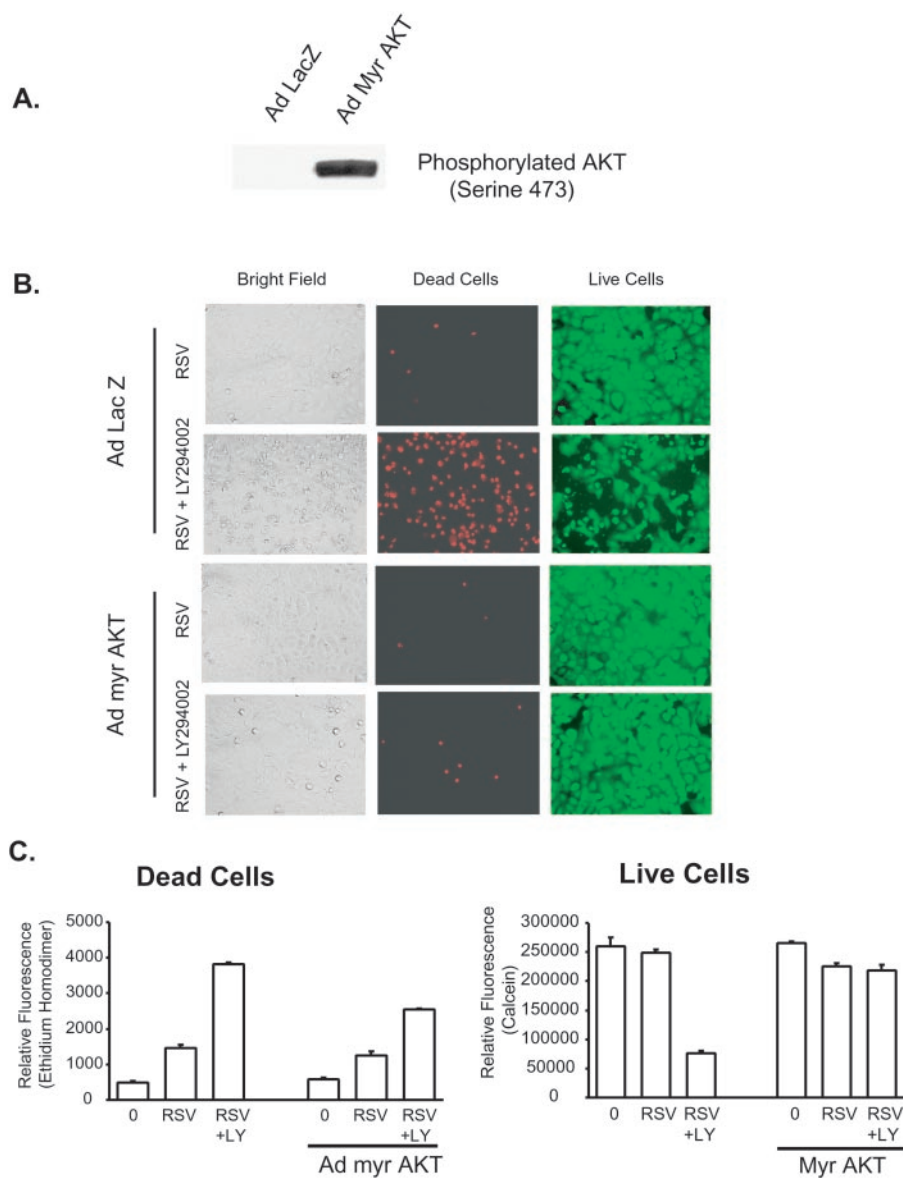 A.
Ad LacZ
Ad Myr AKT
Phosphorylated AKT
(Serine 473)
B.
Bright Field
Dead Cells
Live Cells
Ad Lac Z
RSV
RSV + LY294002
Ad myr AKT
RSV
RSV + LY294002
C.
Dead Cells
Relative Fluorescence
(Ethidium Homodimer)
5000
4000
3000
2000
1000
0
0
RSV
RSV
+LY
0
RSV
RSV
+LY
Ad myr AKT
Live Cells
Relative Fluorescence
(Calcein)
300000
250000
200000
150000
100000
50000
0
0
RSV
RSV
+LY
0
RSV
RSV
+LY
Myr AKT